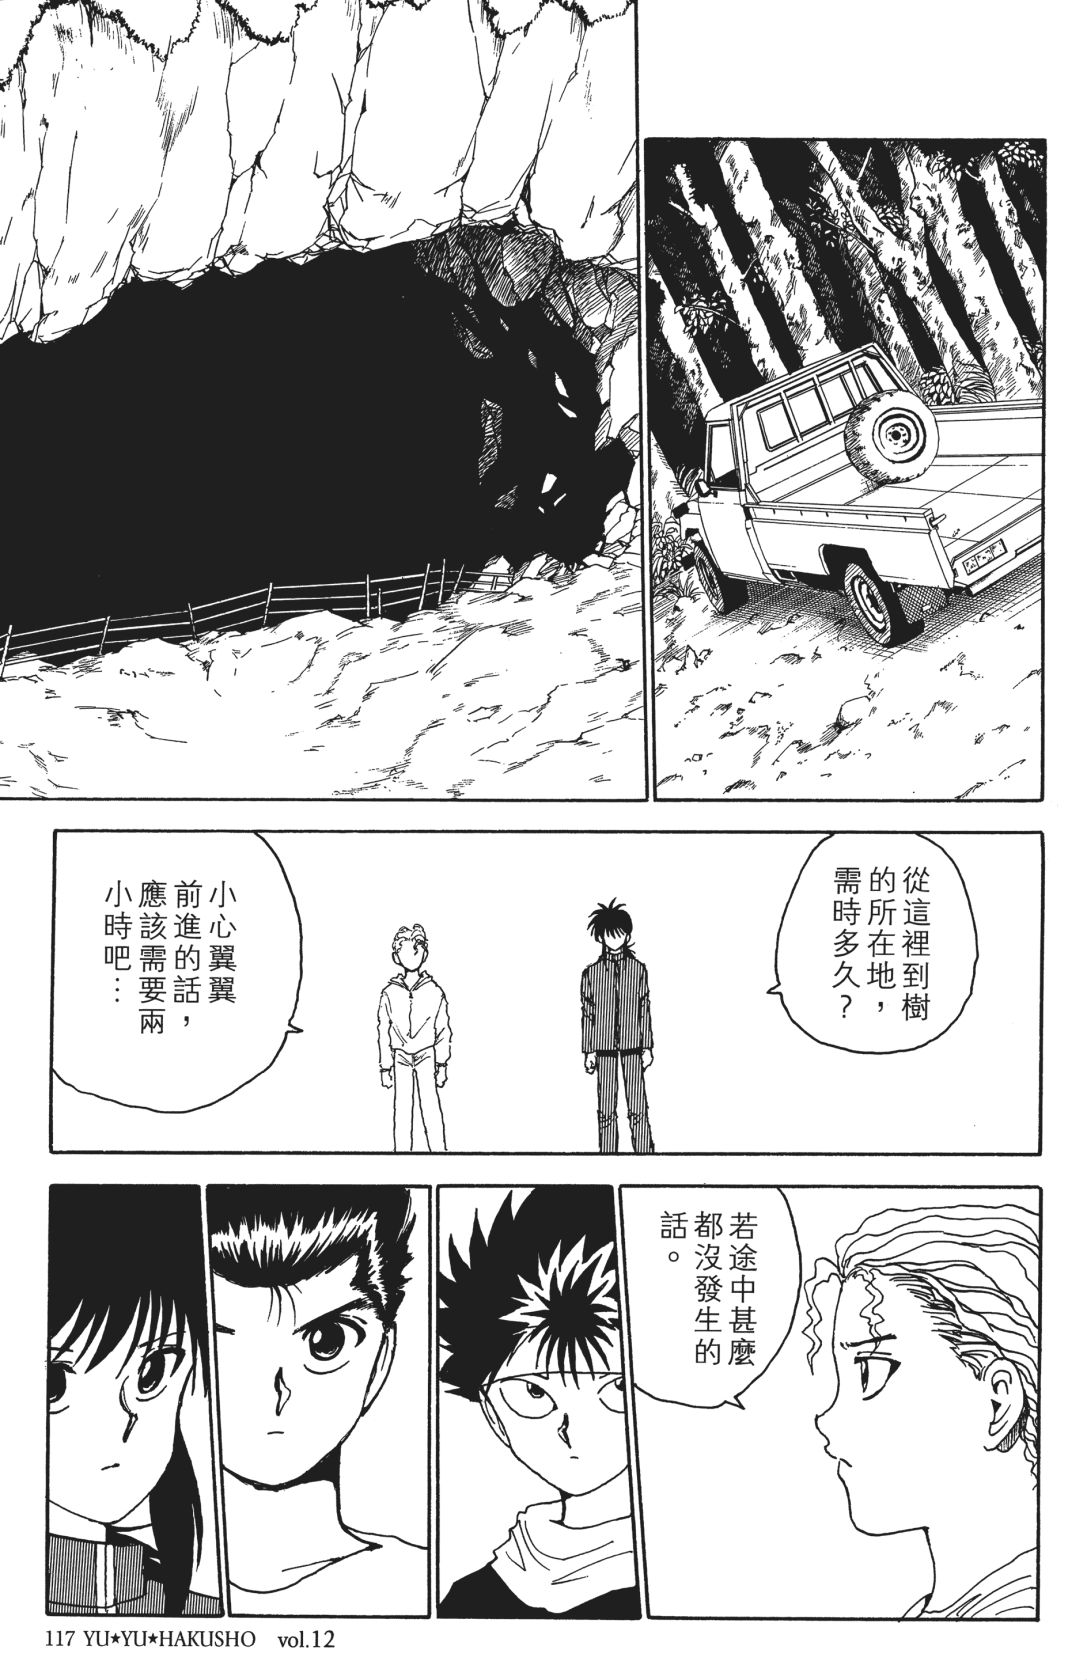 從這裡到樹
的所在地，
需時多久？
小心翼翼
前進的話，
應該需要兩
小時吧…
若途中甚麼
都沒發生的
話。
117 YU★YU★HAKUSHO vol.12